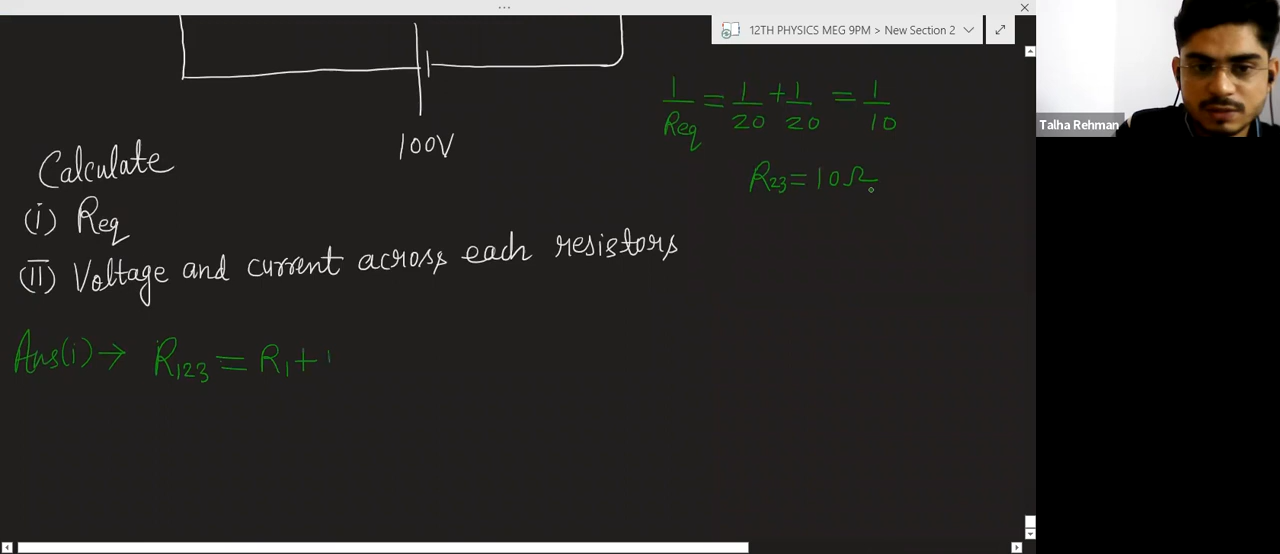 12TH PHYSICS MEG 9PM > New Section 2
Talha Rehman
100V
1/Req = 1/20 + 1/20 = 1/10
R23 = 10Ω
Calculate
(i) Req
(II) Voltage and current across each resistors
Ans(i) → R123 = R1 +